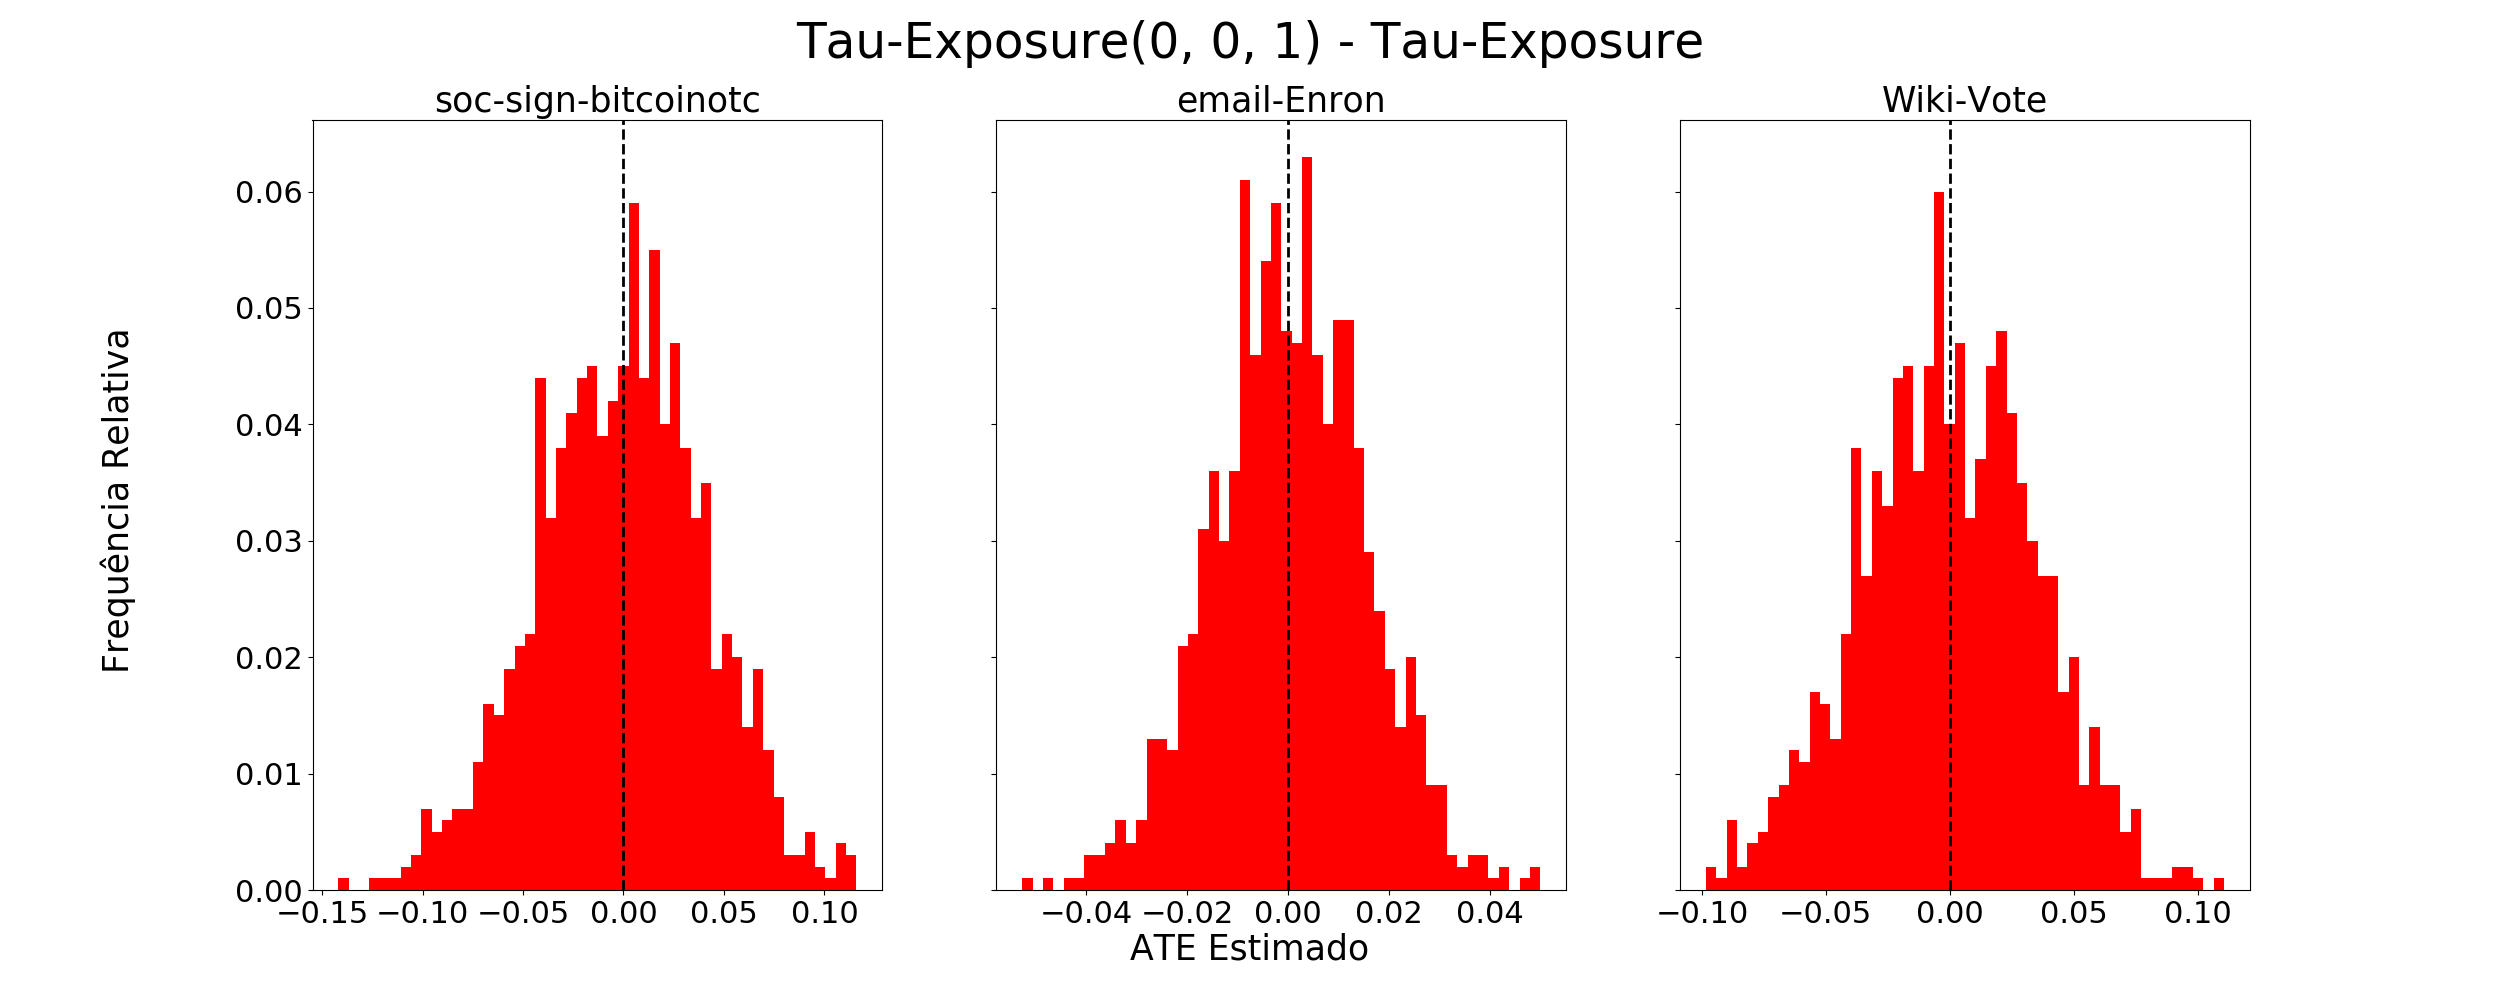 Tau-Exposure(0, 0, 1) - Tau-Exposure
soc-sign-bitcoinotc email-Enron Wiki-Vote
Frequência Relativa
0.06
0.05
0.04
0.03
0.02
0.01
0.00
−0.15 −0.10 −0.05 0.00 0.05 0.10 −0.04 −0.02 0.00 0.02 0.04 −0.10 −0.05 0.00 0.05 0.10
ATE Estimado